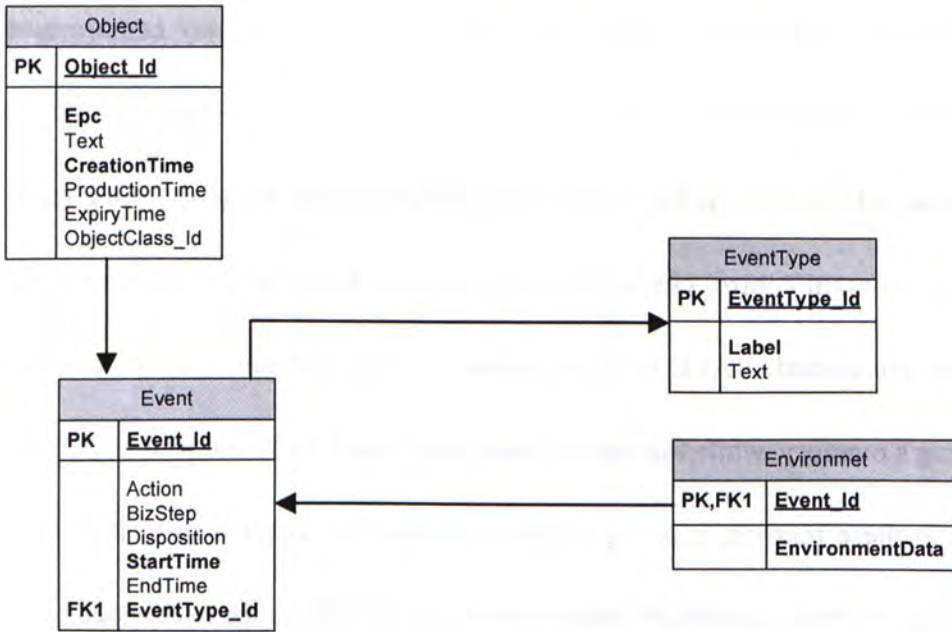 Object
PK Object_Id
Epc
Text
CreationTime
ProductionTime
ExpiryTime
ObjectClass_Id
EventType
PK EventType_Id
Label
Text
Event
PK Event_Id
Action
BizStep
Disposition
StartTime
EndTime
FK1 EventType_Id
Environmet
PK,FK1 Event_Id
EnvironmentData